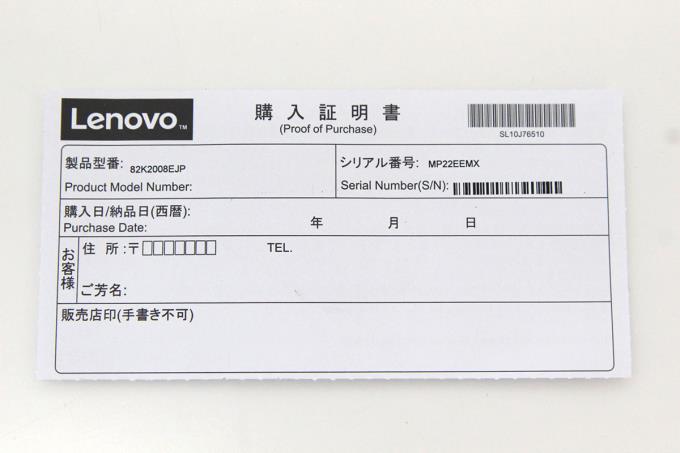 Lenovo™
購入証明書
(Proof of Purchase)
SL10J76510
製品型番: 82K2008EJP
Product Model Number:
シリアル番号: MP22EEMX
Serial Number(S/N):
購入日/納品日(西暦):
Purchase Date: 年 月 日
お客様
住 所:〒□□□□□□□ TEL.
ご芳名:
販売店印(手書き不可)